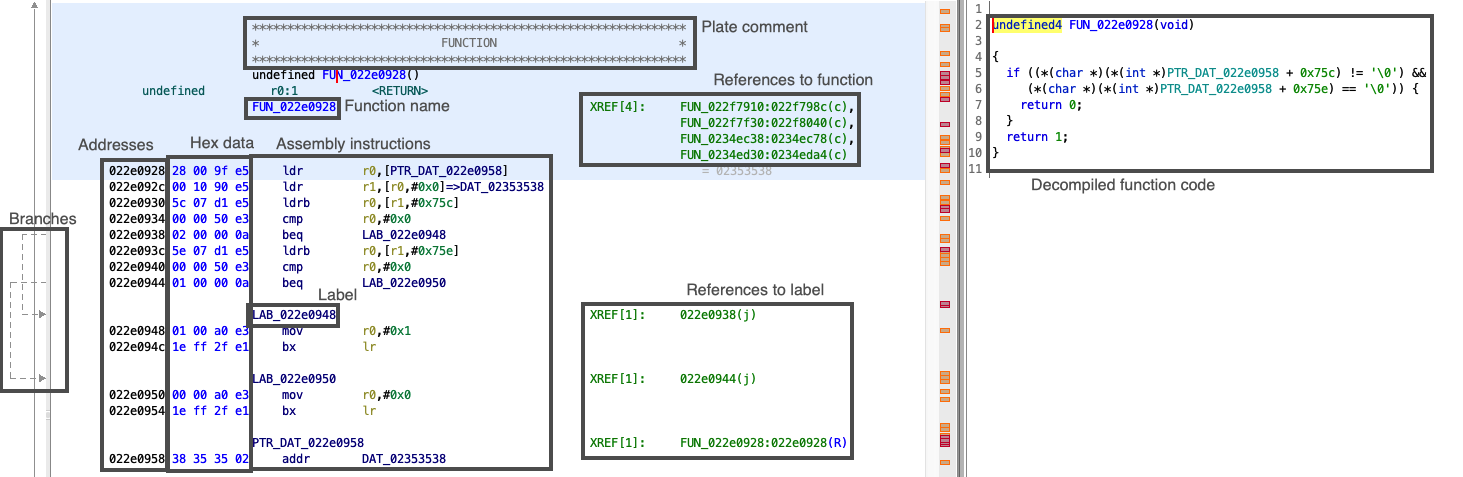 ******************************************************************
* FUNCTION *
******************************************************************
Plate comment
undefined FUN_022e0928()
undefined r0:1 <RETURN>
FUN_022e0928 Function name
References to function
XREF[4]: FUN_022f7910:022f798c(c),
FUN_022f7f30:022f8040(c),
FUN_0234ec38:0234ec78(c),
FUN_0234ed30:0234eda4(c)
Addresses Hex data Assembly instructions
022e0928 28 00 9f e5 ldr r0,[PTR_DAT_022e0958] = 02353538
022e092c 00 10 90 e5 ldr r1,[r0,#0x0]=>DAT_02353538
022e0930 5c 07 d1 e5 ldrb r0,[r1,#0x75c]
022e0934 00 00 50 e3 cmp r0,#0x0
022e0938 02 00 00 0a beq LAB_022e0948
022e093c 5e 07 d1 e5 ldrb r0,[r1,#0x75e]
022e0940 00 00 50 e3 cmp r0,#0x0
022e0944 01 00 00 0a beq LAB_022e0950
Branches
Label
References to label
LAB_022e0948 XREF[1]: 022e0938(j)
022e0948 01 00 a0 e3 mov r0,#0x1
022e094c 1e ff 2f e1 bx lr
LAB_022e0950 XREF[1]: 022e0944(j)
022e0950 00 00 a0 e3 mov r0,#0x0
022e0954 1e ff 2f e1 bx lr
PTR_DAT_022e0958 XREF[1]: FUN_022e0928:022e0928(R)
022e0958 38 35 35 02 addr DAT_02353538
1
2 undefined4 FUN_022e0928(void)
3
4 {
5 if ((*(char *)(*(int *)PTR_DAT_022e0958 + 0x75c) != '\0') &&
6 (*(char *)(*(int *)PTR_DAT_022e0958 + 0x75e) == '\0')) {
7 return 0;
8 }
9 return 1;
10 }
11
Decompiled function code